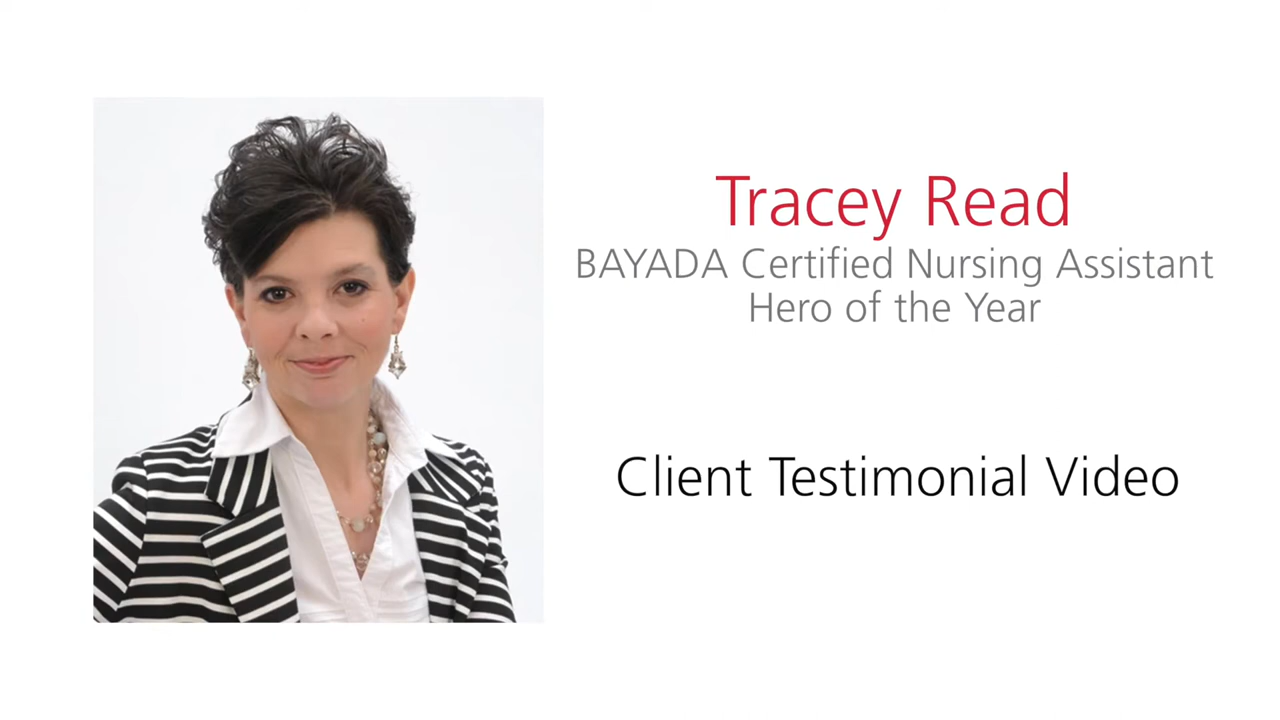 Tracey Read
BAYADA Certified Nursing Assistant
Hero of the Year
Client Testimonial Video